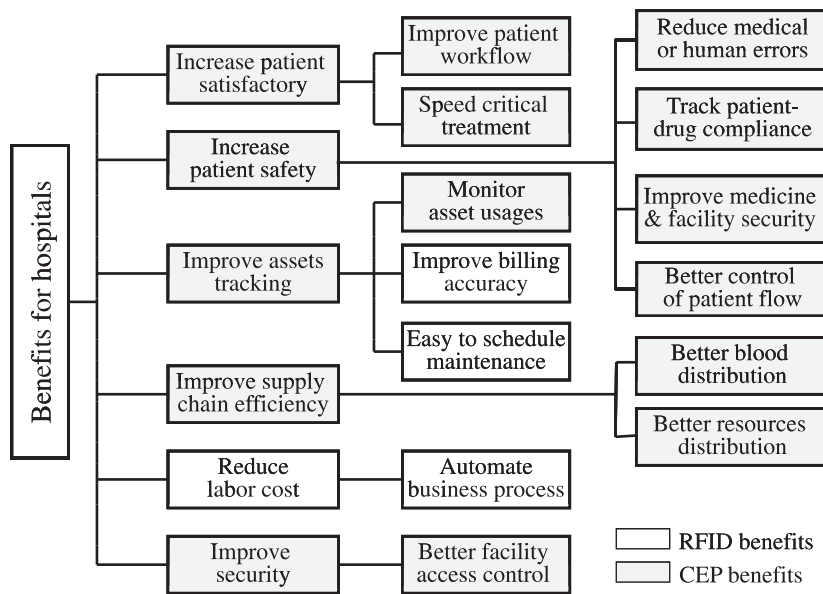 Benefits for hospitals
Increase patient
satisfactory
Improve patient
workflow
Speed critical
treatment
Increase
patient safety
Reduce medical
or human errors
Track patient-
drug compliance
Improve medicine
& facility security
Better control
of patient flow
Improve assets
tracking
Monitor
asset usages
Improve billing
accuracy
Easy to schedule
maintenance
Improve supply
chain efficiency
Better blood
distribution
Better resources
distribution
Reduce
labor cost
Automate
business process
Improve
security
Better facility
access control
RFID benefits
CEP benefits